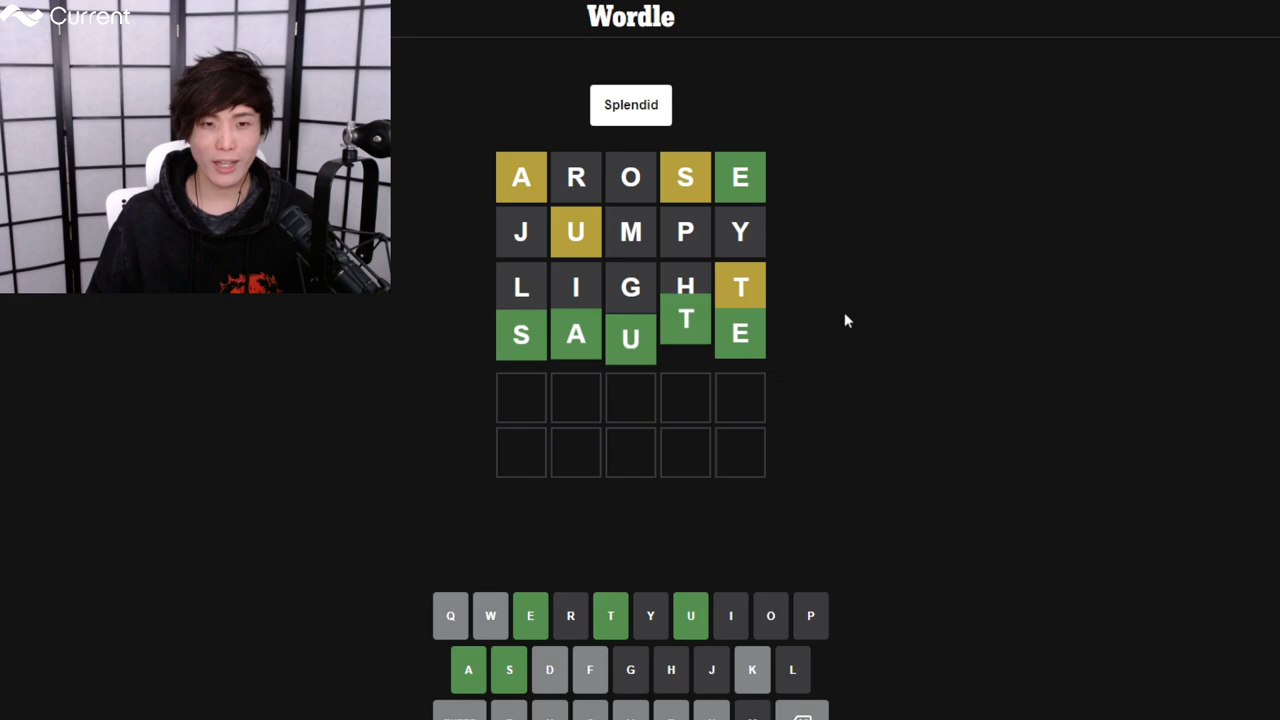 Current
Wordle
Splendid
A R O S E
J U M P Y
L I G H T
S A U T E
Q W E R T Y U I O P
A S D F G H J K L